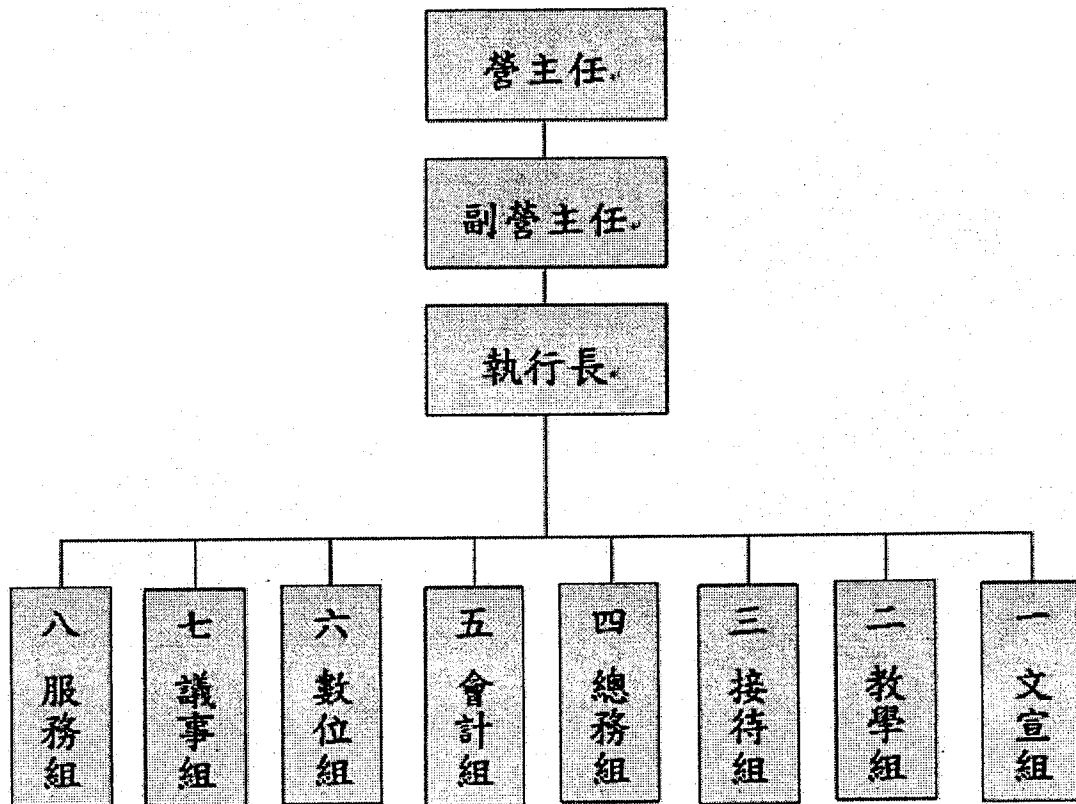 營主任
副營主任
執行長
一 文宣組
二 教學組
三 接待組
四 總務組
五 會計組
六 數位組
七 議事組
八 服務組